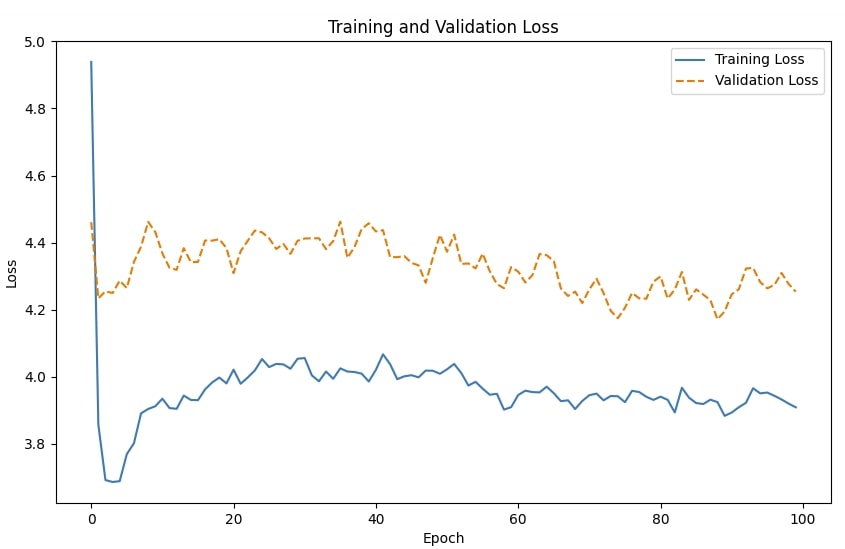 Training and Validation Loss
Training Loss
Validation Loss
5.0
4.8
4.6
4.4
4.2
4.0
3.8
Loss
0 20 40 60 80 100
Epoch